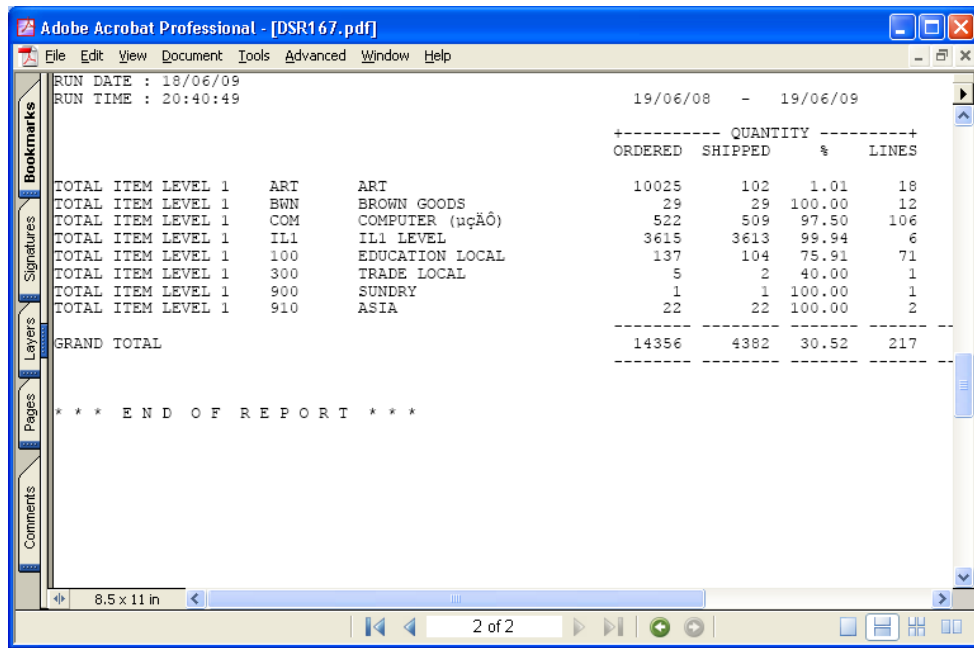 Adobe Acrobat Professional - [DSR167.pdf]
File Edit View Document Tools Advanced Window Help
RUN DATE : 18/06/09
RUN TIME : 20:40:49 19/06/08 - 19/06/09
+---------- QUANTITY ---------+
ORDERED SHIPPED % LINES
TOTAL ITEM LEVEL 1 ART ART 10025 102 1.01 18
TOTAL ITEM LEVEL 1 BWN BROWN GOODS 29 29 100.00 12
TOTAL ITEM LEVEL 1 COM COMPUTER (µçÄÔ) 522 509 97.50 106
TOTAL ITEM LEVEL 1 IL1 IL1 LEVEL 3615 3613 99.94 6
TOTAL ITEM LEVEL 1 100 EDUCATION LOCAL 137 104 75.91 71
TOTAL ITEM LEVEL 1 300 TRADE LOCAL 5 2 40.00 1
TOTAL ITEM LEVEL 1 900 SUNDRY 1 1 100.00 1
TOTAL ITEM LEVEL 1 910 ASIA 22 22 100.00 2
-------- -------- ------- ------ --
GRAND TOTAL 14356 4382 30.52 217
-------- -------- ------- ------ --
* * * E N D O F R E P O R T * * *
Bookmarks
Signatures
Layers
Pages
Comments
8.5 x 11 in
2 of 2